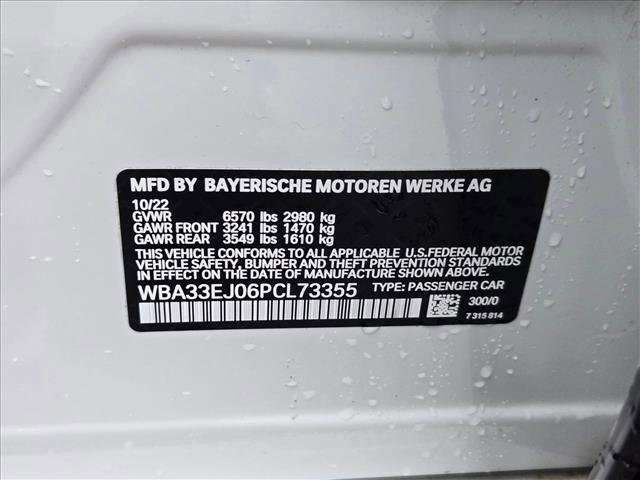 MFD BY BAYERISCHE MOTOREN WERKE AG
10/22
GVWR 6570 lbs 2980 kg
GAWR FRONT 3241 lbs 1470 kg
GAWR REAR 3549 lbs 1610 kg
THIS VEHICLE CONFORMS TO ALL APPLICABLE U.S.FEDERAL MOTOR
VEHICLE SAFETY, BUMPER AND THEFT PREVENTION STANDARDS
IN EFFECT ON THE DATE OF MANUFACTURE SHOWN ABOVE.
WBA33EJ06PCL73355 TYPE: PASSENGER CAR
300/0
7 315 814